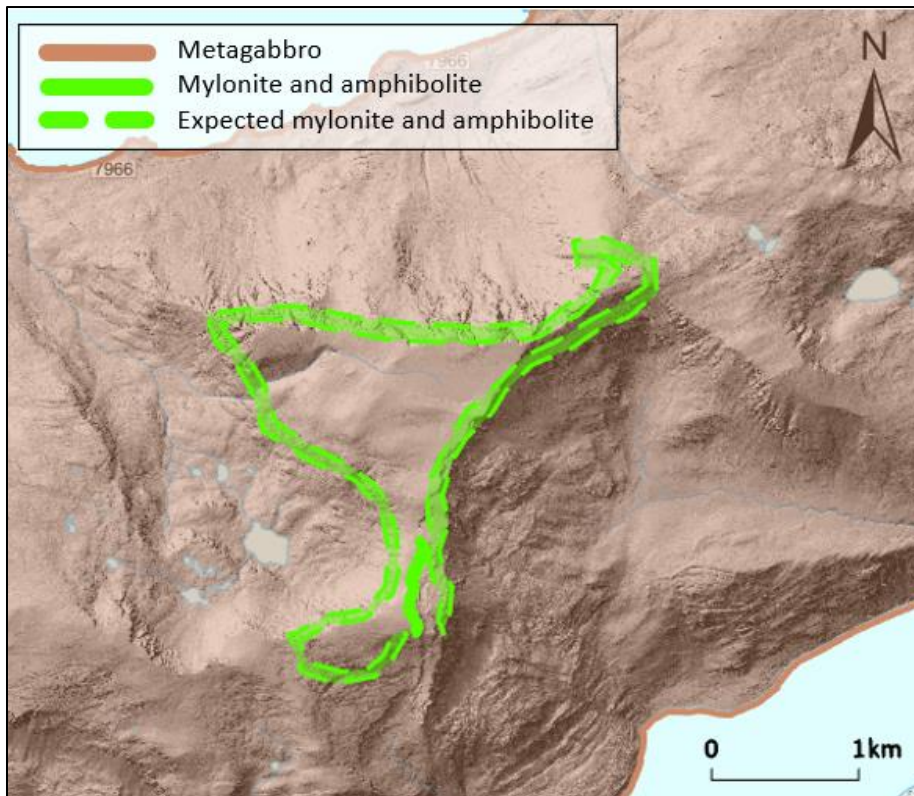 Metagabbro
7966
Mylonite and amphibolite
Expected mylonite and amphibolite
N
7966
0 1km